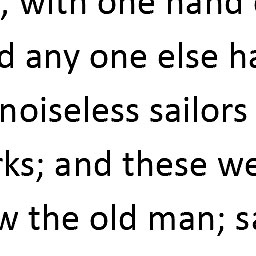 , with one hand
d any one else ha
noiseless sailors
rks; and these we
w the old man; sa